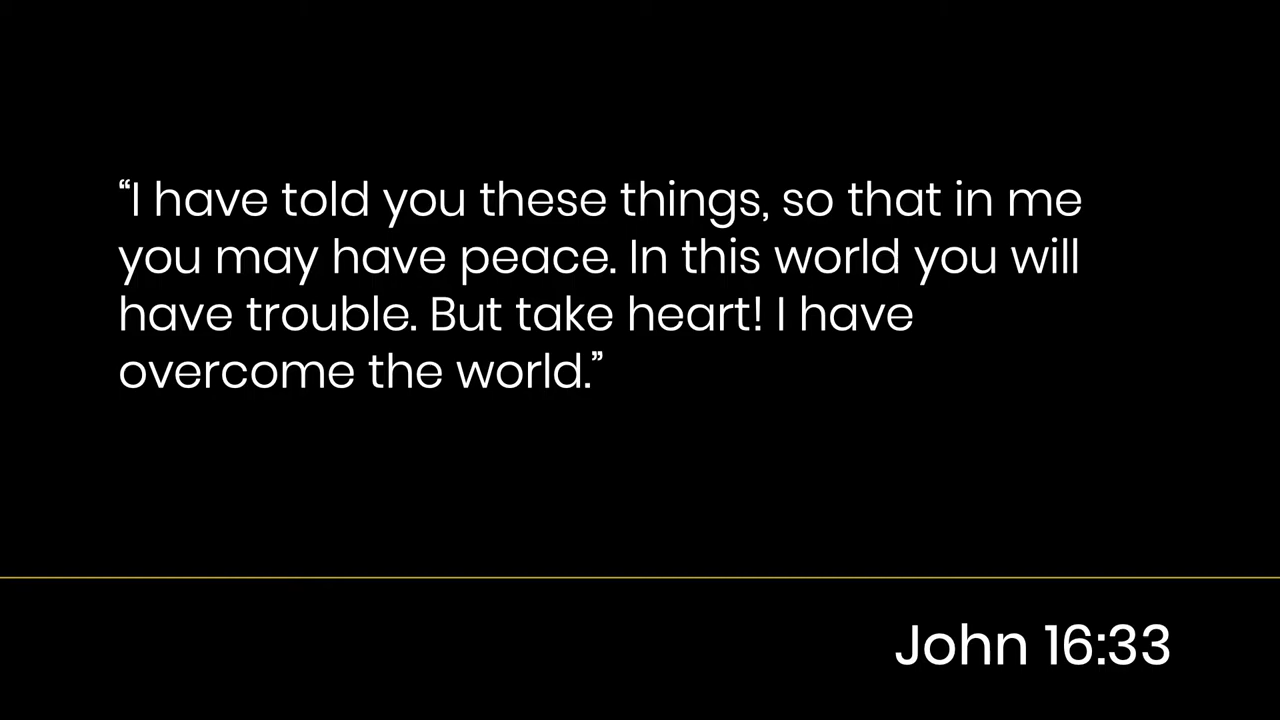 “I have told you these things, so that in me
you may have peace. In this world you will
have trouble. But take heart! I have
overcome the world.”
John 16:33